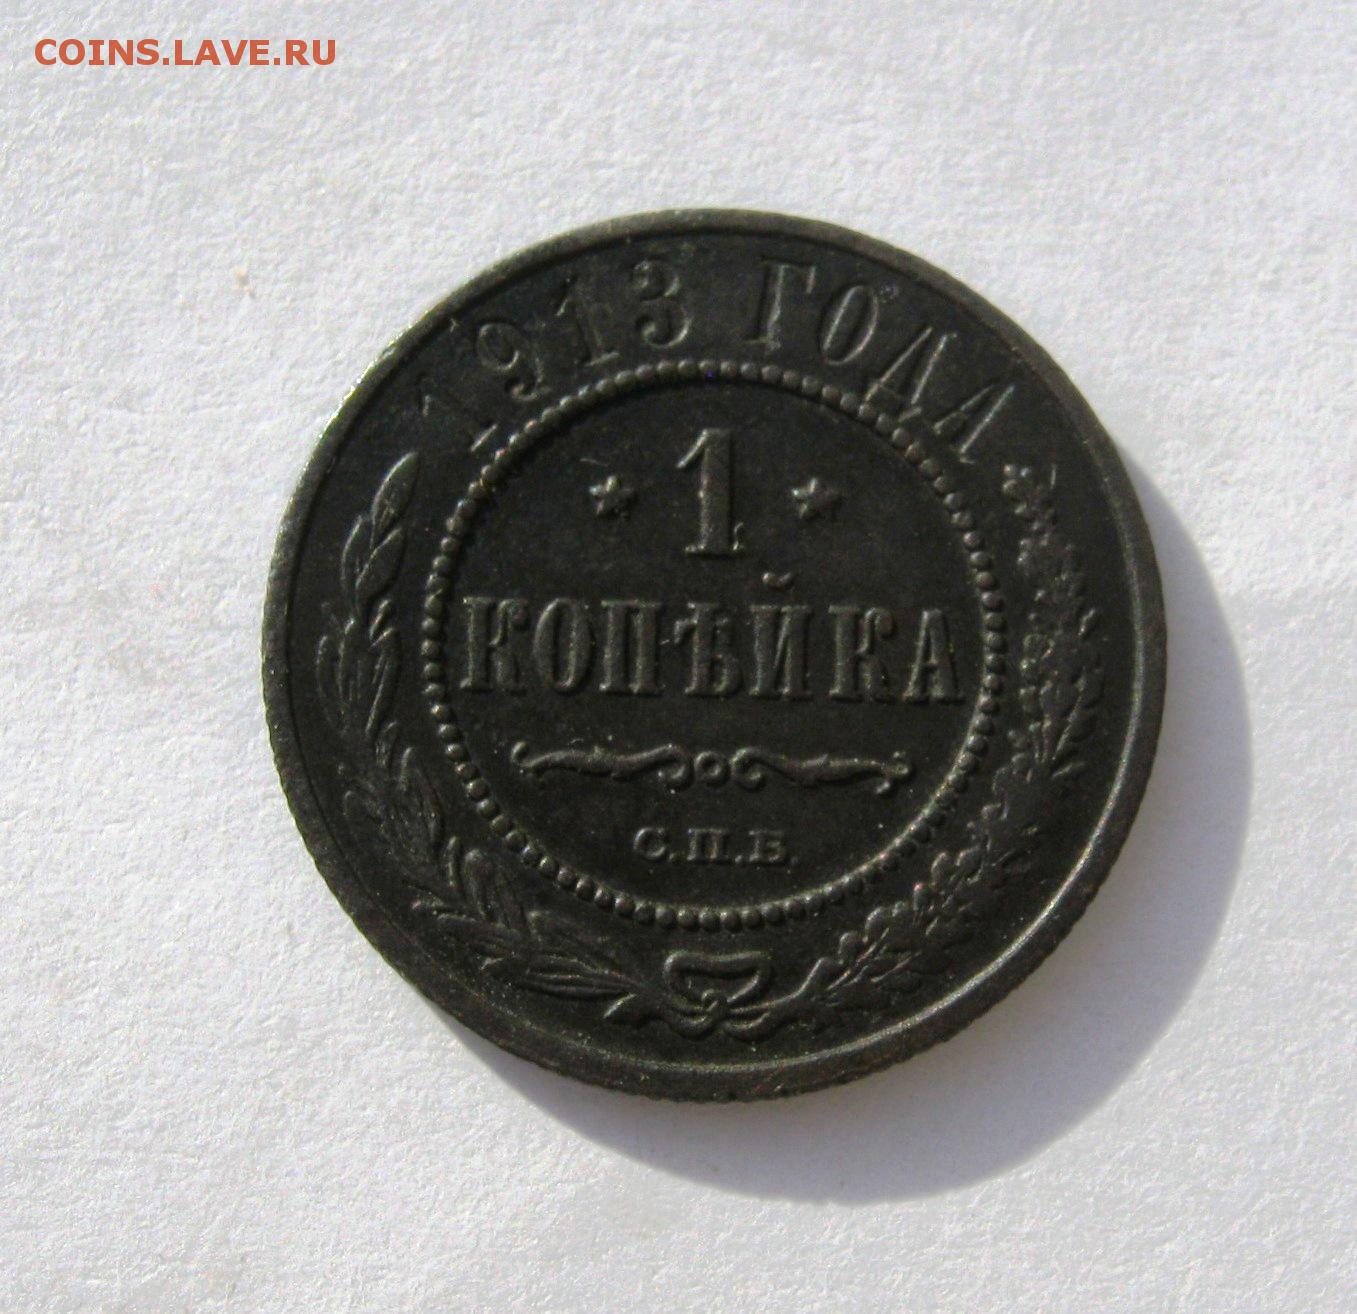 COINS.LAVE.RU
1913 ГОДА
* 1 *
КОПѢЙКА
С.П.Б.